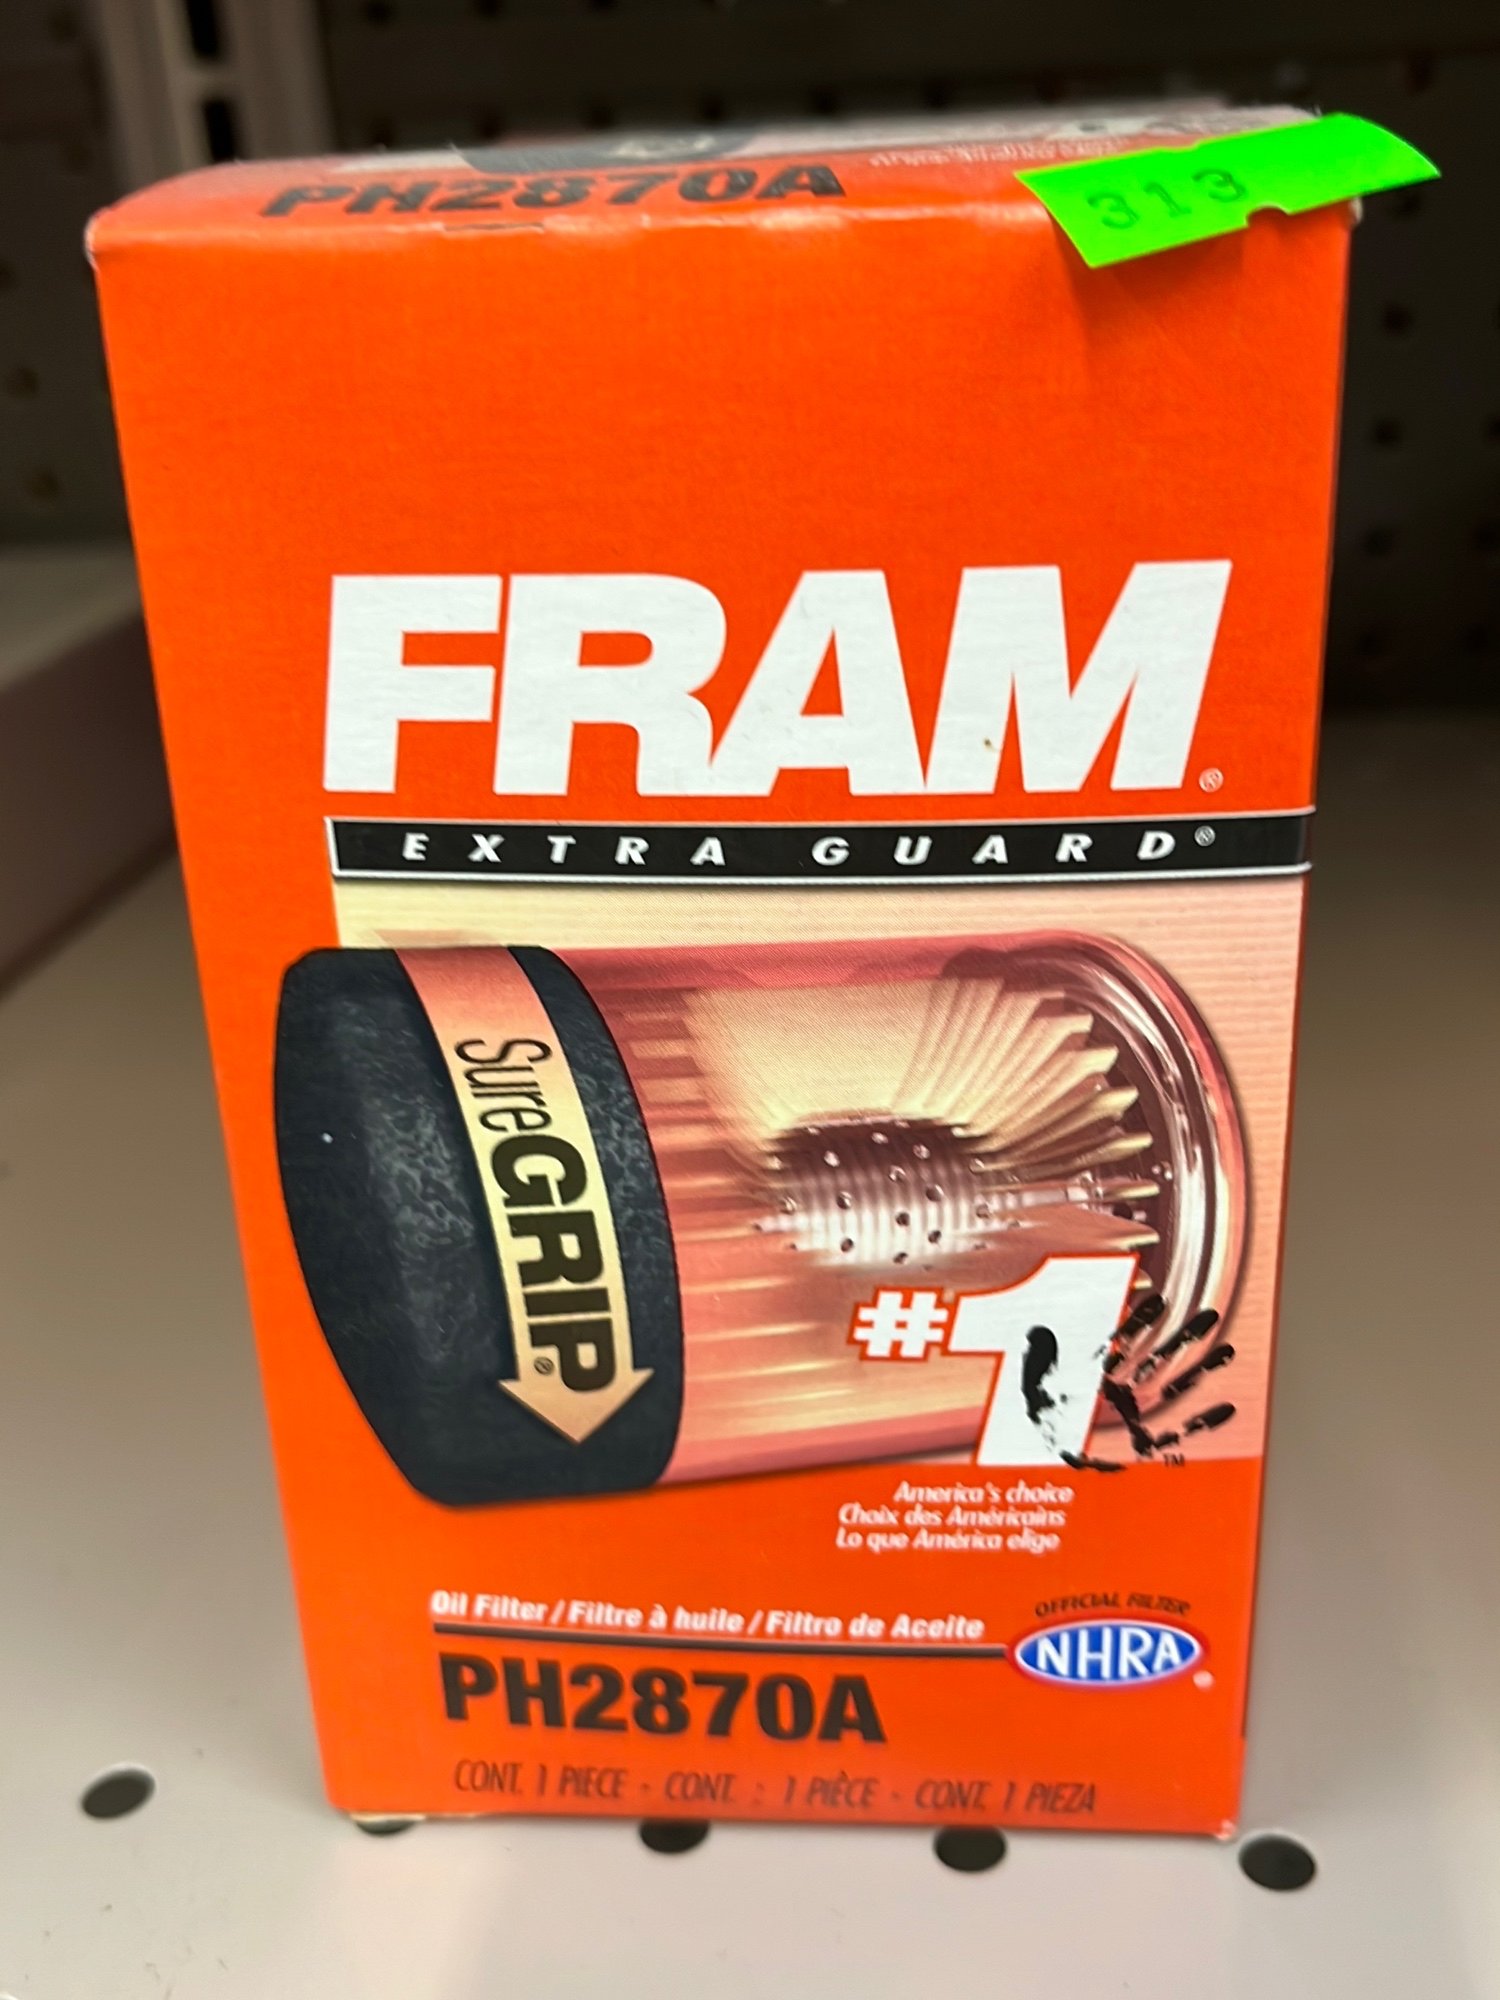 PH2870A
313
FRAM®
EXTRA GUARD®
SureGRIP®
#1
TM
America's choice
Choix des Américains
Lo que América elige
Oil Filter / Filtre à huile / Filtro de Aceite
OFFICIAL FILTER
NHRA®
PH2870A
CONT. 1 PIECE - CONT. : 1 PIÈCE - CONT. 1 PIEZA